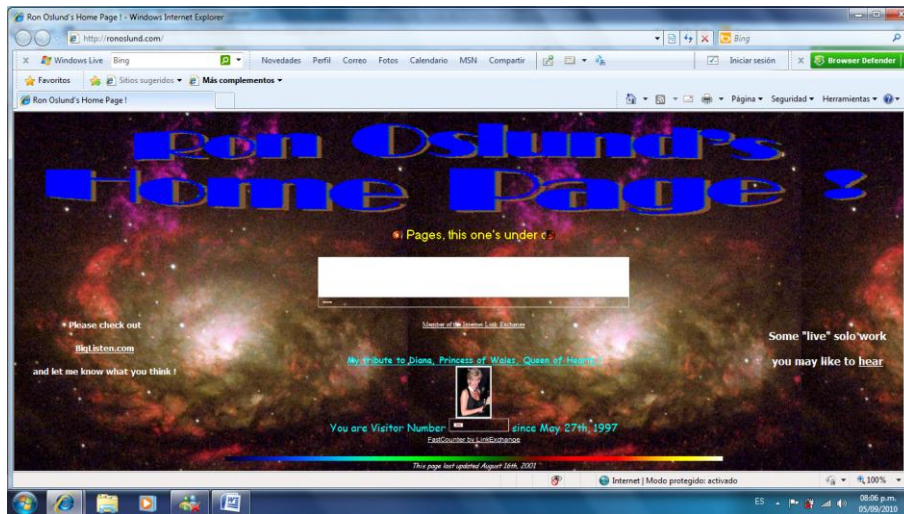 Ron Oslund's Home Page ! - Windows Internet Explorer
http://ronoslund.com/
Bing
Windows Live Bing Novedades Perfil Correo Fotos Calendario MSN Compartir Iniciar sesión Browser Defender
Favoritos Sitios sugeridos Más complementos
Ron Oslund's Home Page ! Página Seguridad Herramientas
Ron Oslund's
Home Page !
Pages, this one's under
Please check out
BigListen.com
and let me know what you think !
Member of the Internet Link Exchange
Some "live" solo work
you may like to hear
My tribute to Diana, Princess of Wales, Queen of Hearts !
You are Visitor Number since May 27th, 1997
FastCounter by LinkExchange
This page last updated August 16th, 2001
Internet | Modo protegido: activado 100%
ES 08:06 p.m.
05/09/2010